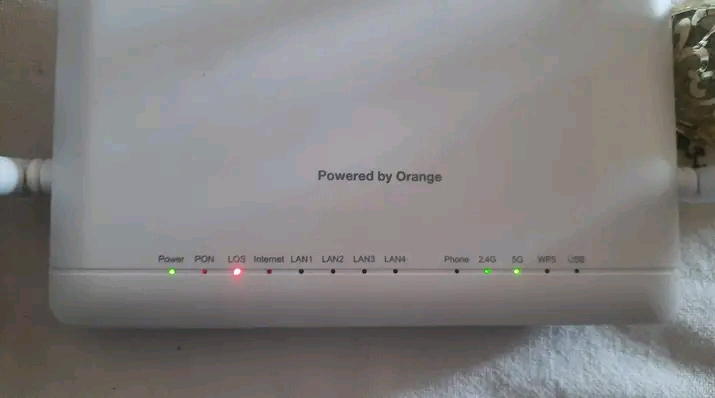 Powered by Orange
Power PON LOS Internet LAN1 LAN2 LAN3 LAN4 Phone 2.4G 5G WPS USB